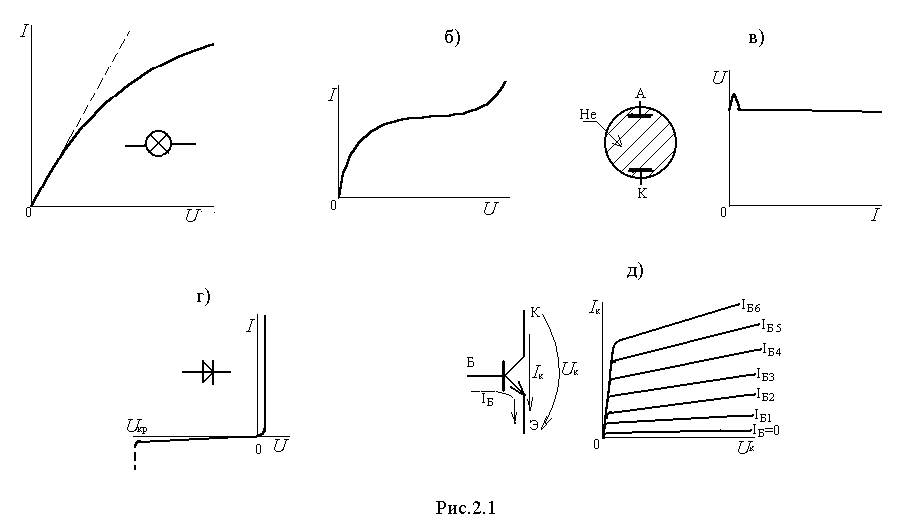 I
0
U
б)
I
0
U
в)
А
Не
К
U
0
I
г)
I
Uкр
0
U
д)
К
Б
Iк
Uк
IБ
Э
Iк
IБ6
IБ5
IБ4
IБ3
IБ2
IБ1
IБ=0
0
Uк
Рис.2.1